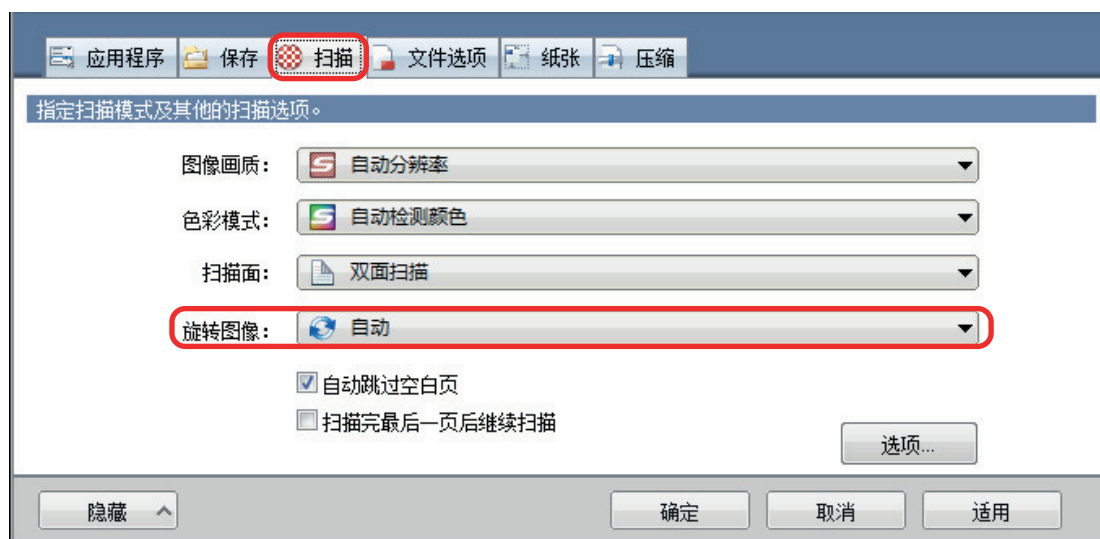 应用程序 保存 扫描 文件选项 纸张 压缩
指定扫描模式及其他的扫描选项。
图像画质： 自动分辨率
色彩模式： 自动检测颜色
扫描面： 双面扫描
旋转图像： 自动
自动跳过空白页
扫描完最后一页后继续扫描
选项...
隐藏 确定 取消 适用